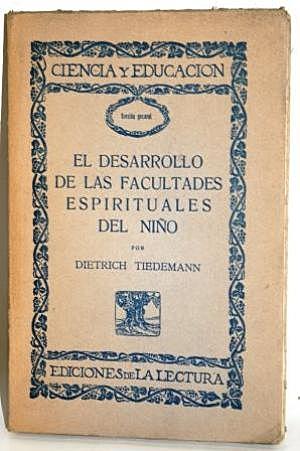 CIENCIA Y EDUCACION
Sección general
EL DESARROLLO
DE LAS FACULTADES
ESPIRITUALES
DEL NIÑO
POR
DIETRICH TIEDEMANN
EDICIONES DE LA LECTURA